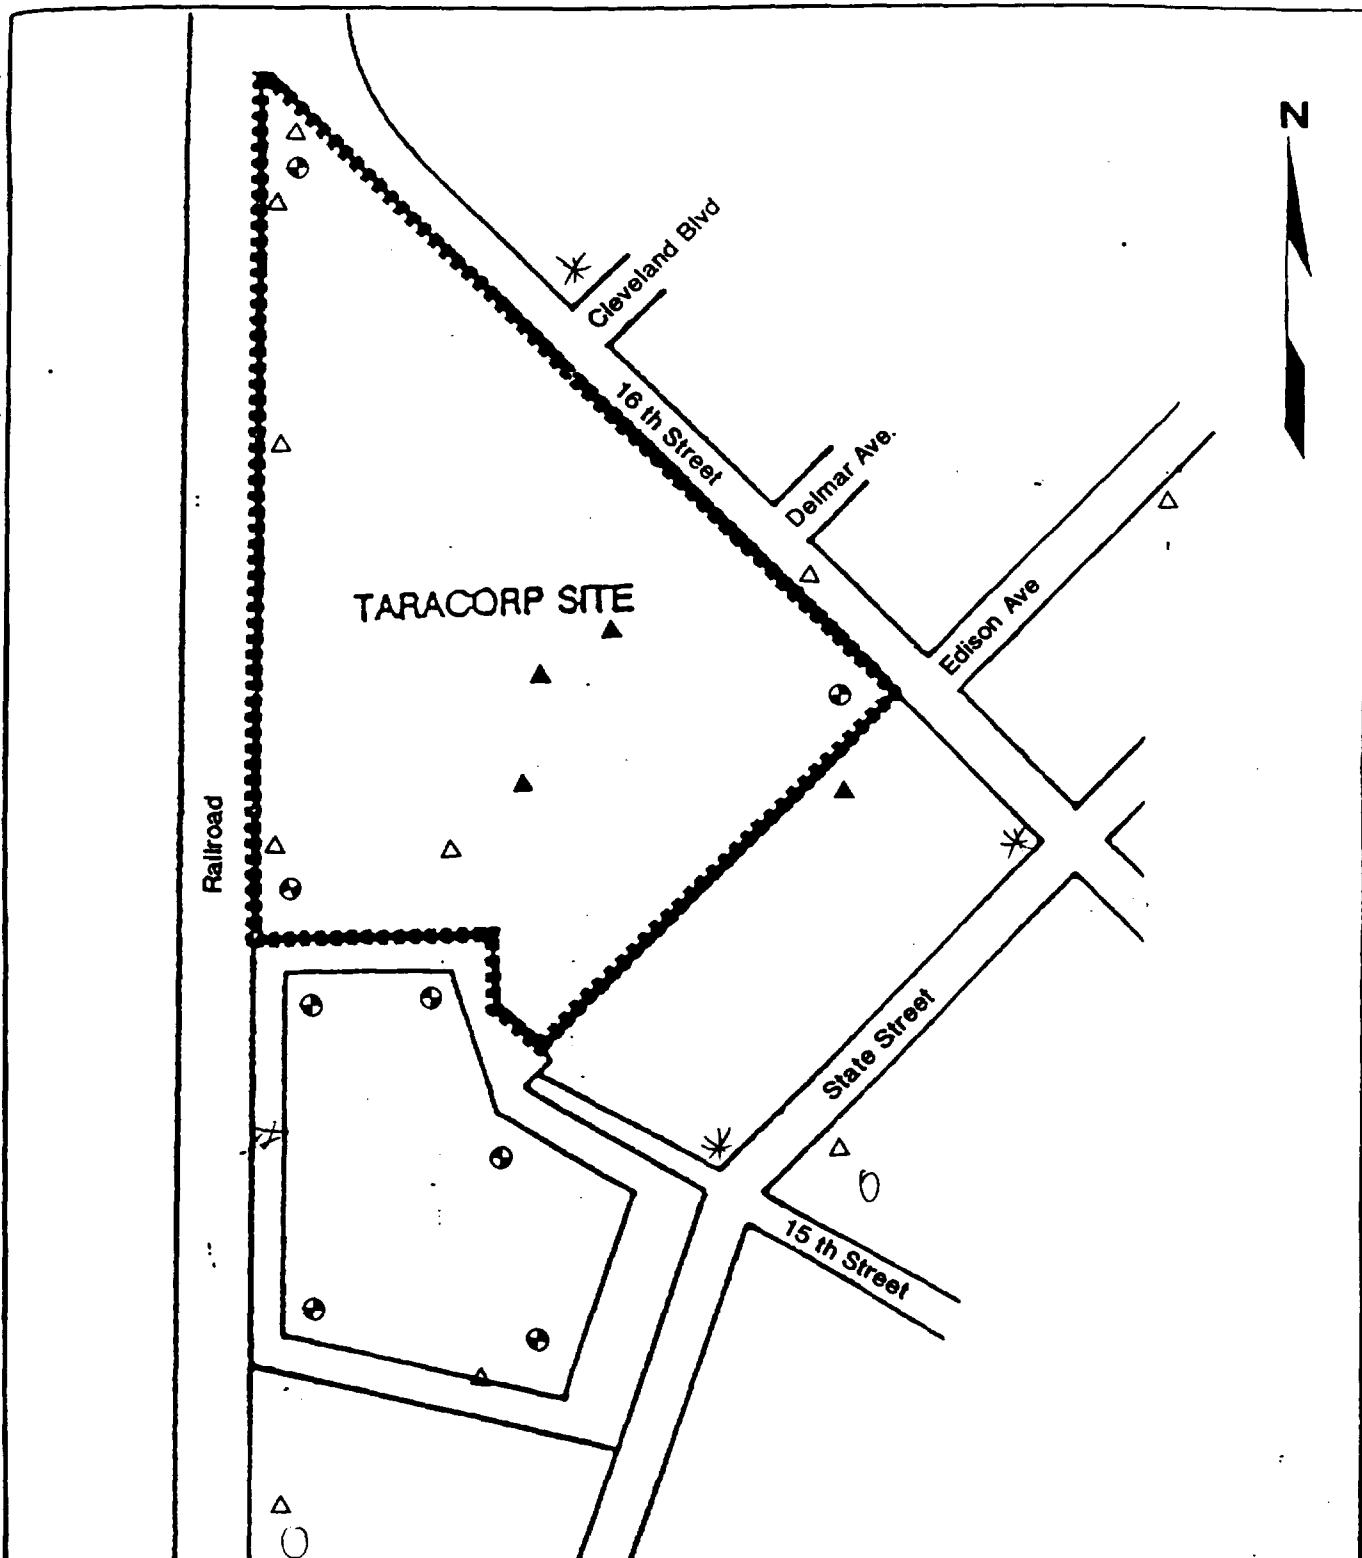 N
Cleveland Blvd
16 th Street
Delmar Ave.
TARACORP SITE
Edison Ave
Railroad
State Street
15 th Street